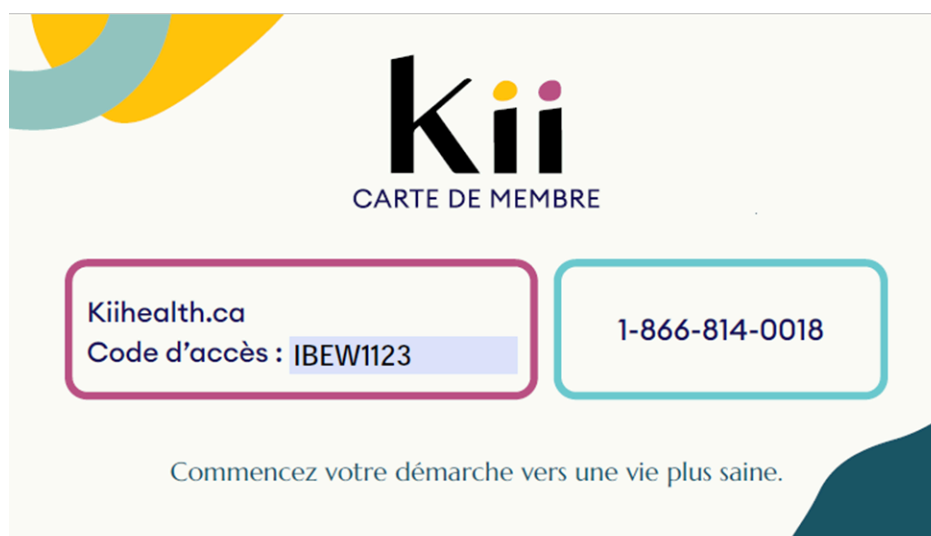 kii
CARTE DE MEMBRE
Kiihealth.ca
Code d'accès : IBEW1123
1-866-814-0018
Commencez votre démarche vers une vie plus saine.